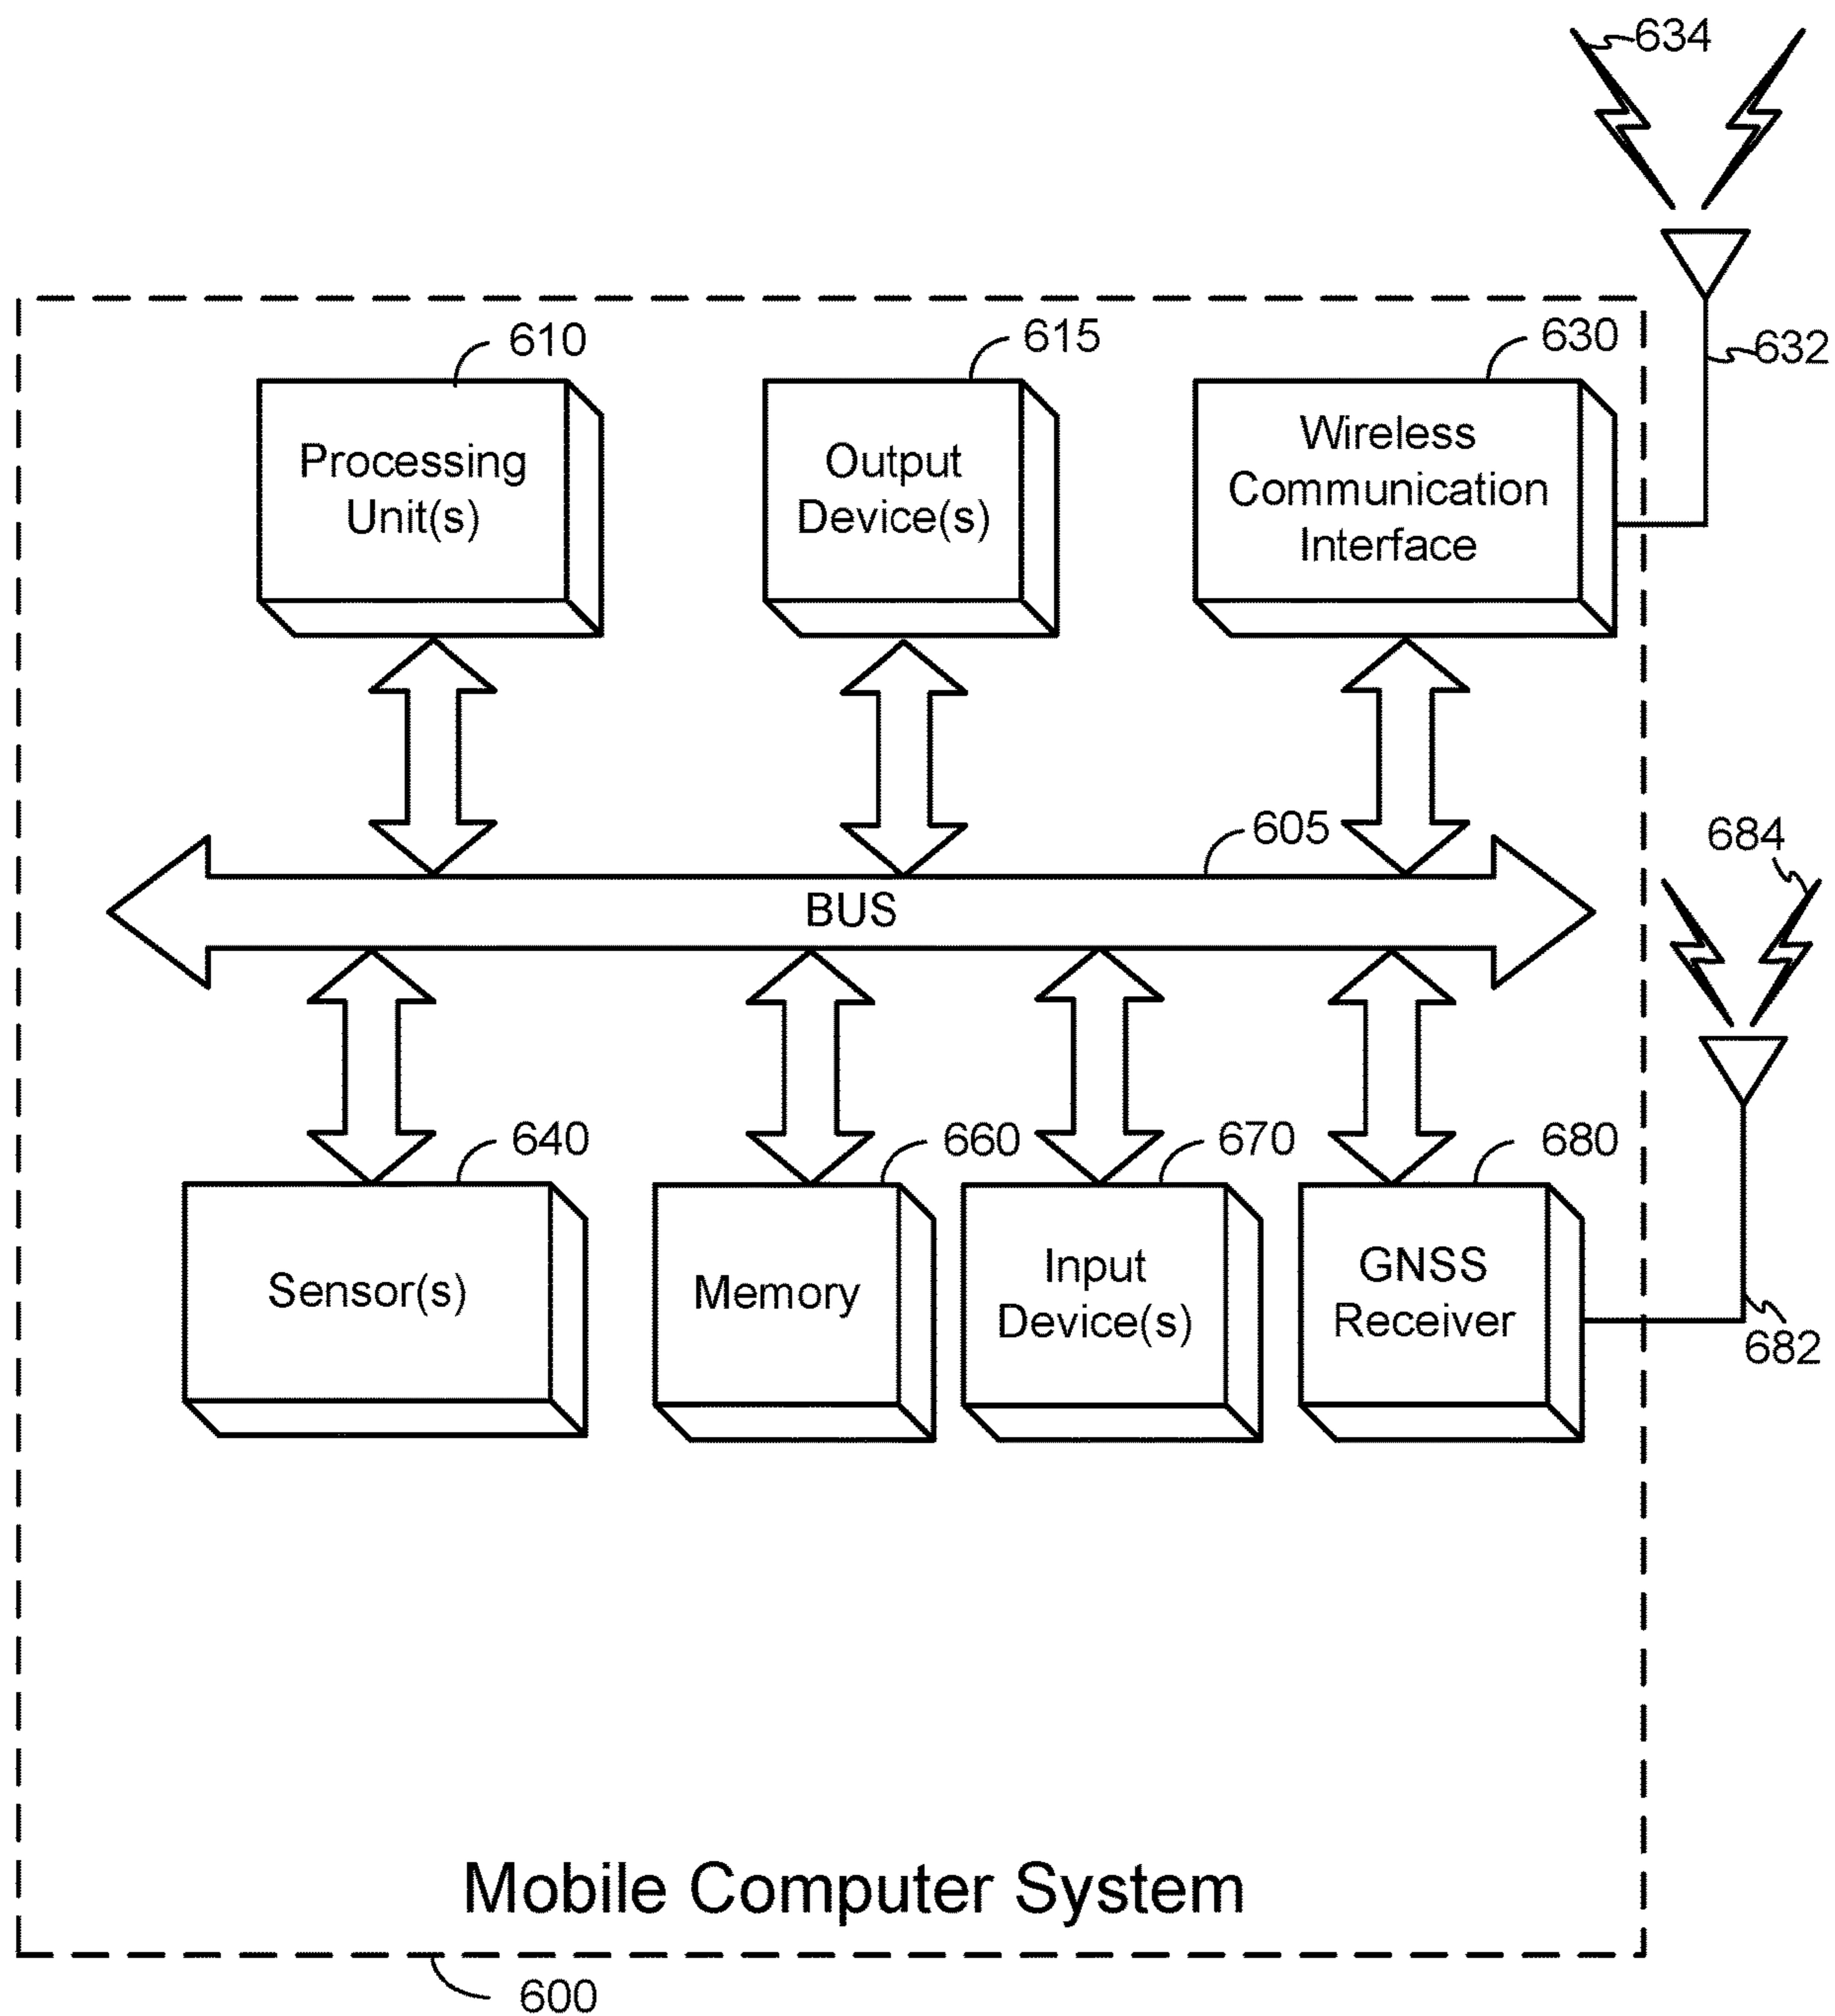 634
610
615
630
632
Processing
Unit(s)
Output
Device(s)
Wireless
Communication
Interface
605
684
BUS
640
660
670
680
Sensor(s)
Memory
Input
Device(s)
GNSS
Receiver
682
Mobile Computer System
600